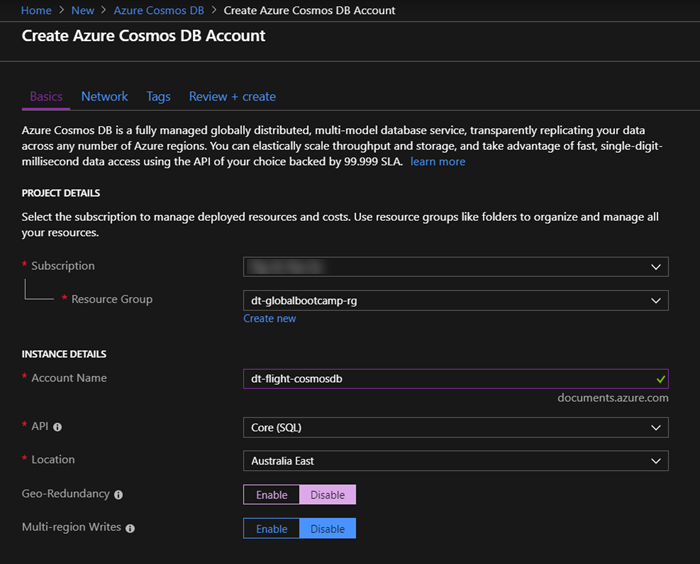 Home > New > Azure Cosmos DB > Create Azure Cosmos DB Account
Create Azure Cosmos DB Account
Basics Network Tags Review + create
Azure Cosmos DB is a fully managed globally distributed, multi-model database service, transparently replicating your data
across any number of Azure regions. You can elastically scale throughput and storage, and take advantage of fast, single-digit-
millisecond data access using the API of your choice backed by 99.999 SLA. learn more
PROJECT DETAILS
Select the subscription to manage deployed resources and costs. Use resource groups like folders to organize and manage all
your resources.
* Subscription
* Resource Group dt-globalbootcamp-rg
Create new
INSTANCE DETAILS
* Account Name dt-flight-cosmosdb
documents.azure.com
* API Core (SQL)
* Location Australia East
Geo-Redundancy Enable Disable
Multi-region Writes Enable Disable